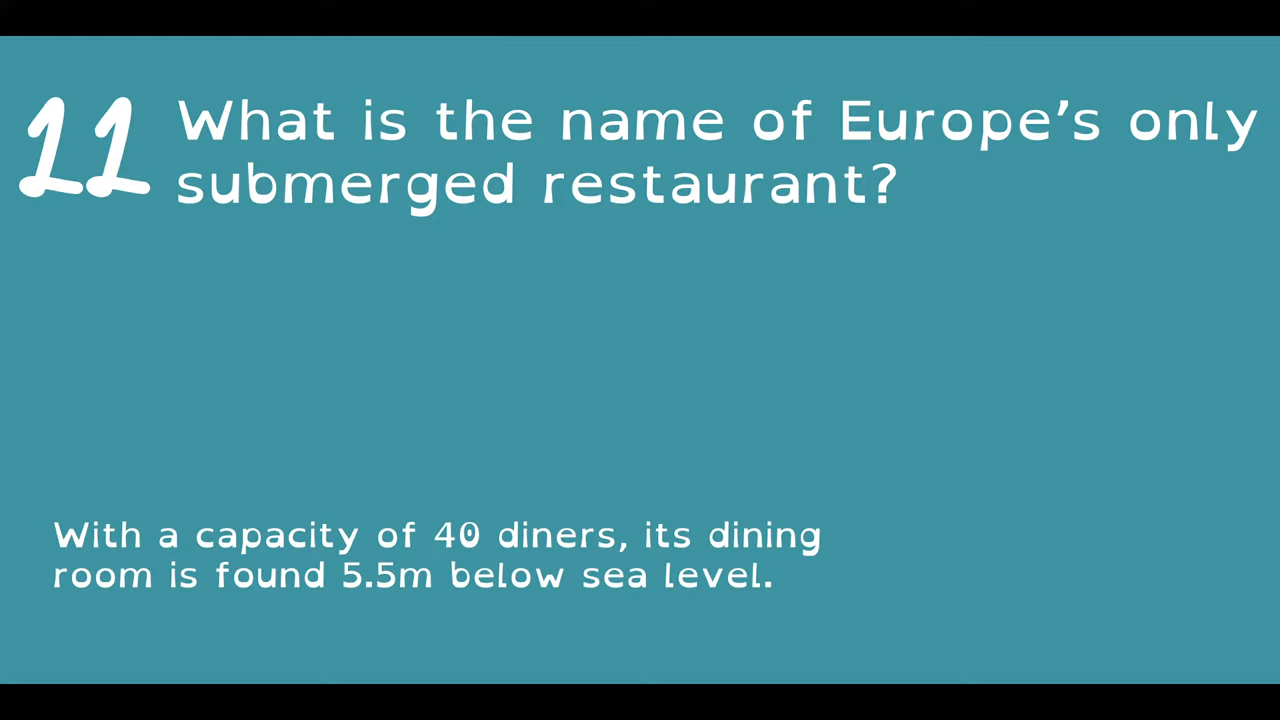 11 What is the name of Europe's only
submerged restaurant?
With a capacity of 40 diners, its dining
room is found 5.5m below sea level.